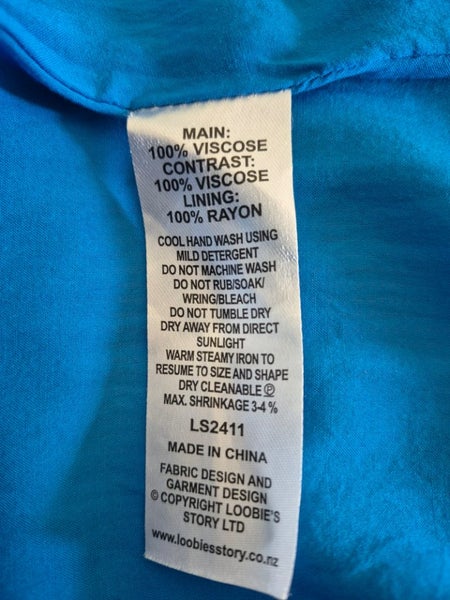 MAIN:
100% VISCOSE
CONTRAST:
100% VISCOSE
LINING:
100% RAYON
COOL HAND WASH USING
MILD DETERGENT
DO NOT MACHINE WASH
DO NOT RUB/SOAK/
WRING/BLEACH
DO NOT TUMBLE DRY
DRY AWAY FROM DIRECT
SUNLIGHT
WARM STEAMY IRON TO
RESUME TO SIZE AND SHAPE
DRY CLEANABLE Ⓟ
MAX. SHRINKAGE 3-4 %
LS2411
MADE IN CHINA
FABRIC DESIGN AND
GARMENT DESIGN
© COPYRIGHT LOOBIE'S
STORY LTD
www.loobiesstory.co.nz